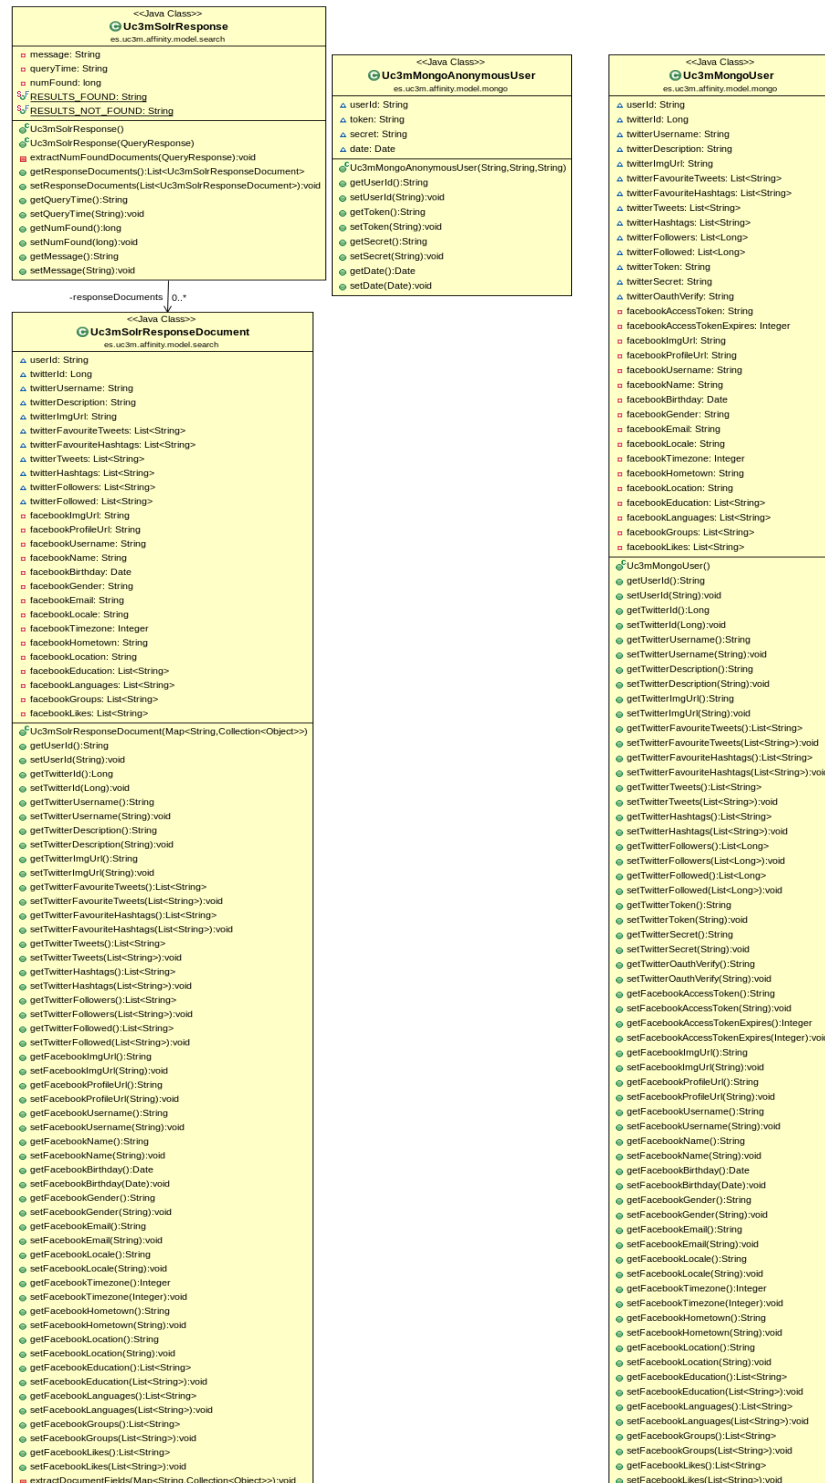 <<Java Class>>
Uc3mSolrResponse
es.uc3m.affinity.model.search
message: String
queryTime: String
numFound: long
RESULTS_FOUND: String
RESULTS_NOT_FOUND: String
Uc3mSolrResponse()
Uc3mSolrResponse(QueryResponse)
extractNumFoundDocuments(QueryResponse):void
getResponseDocuments():List<Uc3mSolrResponseDocument>
setResponseDocuments(List<Uc3mSolrResponseDocument>):void
getQueryTime():String
setQueryTime(String):void
getNumFound():long
setNumFound(long):void
getMessage():String
setMessage(String):void
-responseDocuments 0..*
<<Java Class>>
Uc3mSolrResponseDocument
es.uc3m.affinity.model.search
userId: String
twitterId: Long
twitterUsername: String
twitterDescription: String
twitterImgUrl: String
twitterFavouriteTweets: List<String>
twitterFavouriteHashtags: List<String>
twitterTweets: List<String>
twitterHashtags: List<String>
twitterFollowers: List<String>
twitterFollowed: List<String>
facebookImgUrl: String
facebookProfileUrl: String
facebookUsername: String
facebookName: String
facebookBirthday: Date
facebookGender: String
facebookEmail: String
facebookLocale: String
facebookTimezone: Integer
facebookHometown: String
facebookLocation: String
facebookEducation: List<String>
facebookLanguages: List<String>
facebookGroups: List<String>
facebookLikes: List<String>
Uc3mSolrResponseDocument(Map<String,Collection<Object>>)
getUserId():String
setUserId(String):void
getTwitterId():Long
setTwitterId(Long):void
getTwitterUsername():String
setTwitterUsername(String):void
getTwitterDescription():String
setTwitterDescription(String):void
getTwitterImgUrl():String
setTwitterImgUrl(String):void
getTwitterFavouriteTweets():List<String>
setTwitterFavouriteTweets(List<String>):void
getTwitterFavouriteHashtags():List<String>
setTwitterFavouriteHashtags(List<String>):void
getTwitterTweets():List<String>
setTwitterTweets(List<String>):void
getTwitterHashtags():List<String>
setTwitterHashtags(List<String>):void
getTwitterFollowers():List<String>
setTwitterFollowers(List<String>):void
getTwitterFollowed():List<String>
setTwitterFollowed(List<String>):void
getFacebookImgUrl():String
setFacebookImgUrl(String):void
getFacebookProfileUrl():String
setFacebookProfileUrl(String):void
getFacebookUsername():String
setFacebookUsername(String):void
getFacebookName():String
setFacebookName(String):void
getFacebookBirthday():Date
setFacebookBirthday(Date):void
getFacebookGender():String
setFacebookGender(String):void
getFacebookEmail():String
setFacebookEmail(String):void
getFacebookLocale():String
setFacebookLocale(String):void
getFacebookTimezone():Integer
setFacebookTimezone(Integer):void
getFacebookHometown():String
setFacebookHometown(String):void
getFacebookLocation():String
setFacebookLocation(String):void
getFacebookEducation():List<String>
setFacebookEducation(List<String>):void
getFacebookLanguages():List<String>
setFacebookLanguages(List<String>):void
getFacebookGroups():List<String>
setFacebookGroups(List<String>):void
getFacebookLikes():List<String>
setFacebookLikes(List<String>):void
extractDocumentFields(Map<String,Collection<Object>>):void
<<Java Class>>
Uc3mMongoAnonymousUser
es.uc3m.affinity.model.mongo
userId: String
token: String
secret: String
date: Date
Uc3mMongoAnonymousUser(String,String,String)
getUserId():String
setUserId(String):void
getToken():String
setToken(String):void
getSecret():String
setSecret(String):void
getDate():Date
setDate(Date):void
<<Java Class>>
Uc3mMongoUser
es.uc3m.affinity.model.mongo
userId: String
twitterId: Long
twitterUsername: String
twitterDescription: String
twitterImgUrl: String
twitterFavouriteTweets: List<String>
twitterFavouriteHashtags: List<String>
twitterTweets: List<String>
twitterHashtags: List<String>
twitterFollowers: List<Long>
twitterFollowed: List<Long>
twitterToken: String
twitterSecret: String
twitterOauthVerify: String
facebookAccessToken: String
facebookAccessTokenExpires: Integer
facebookImgUrl: String
facebookProfileUrl: String
facebookUsername: String
facebookName: String
facebookBirthday: Date
facebookGender: String
facebookEmail: String
facebookLocale: String
facebookTimezone: Integer
facebookHometown: String
facebookLocation: String
facebookEducation: List<String>
facebookLanguages: List<String>
facebookGroups: List<String>
facebookLikes: List<String>
Uc3mMongoUser()
getUserId():String
setUserId(String):void
getTwitterId():Long
setTwitterId(Long):void
getTwitterUsername():String
setTwitterUsername(String):void
getTwitterDescription():String
setTwitterDescription(String):void
getTwitterImgUrl():String
setTwitterImgUrl(String):void
getTwitterFavouriteTweets():List<String>
setTwitterFavouriteTweets(List<String>):void
getTwitterFavouriteHashtags():List<String>
setTwitterFavouriteHashtags(List<String>):void
getTwitterTweets():List<String>
setTwitterTweets(List<String>):void
getTwitterHashtags():List<String>
setTwitterHashtags(List<String>):void
getTwitterFollowers():List<Long>
setTwitterFollowers(List<Long>):void
getTwitterFollowed():List<Long>
setTwitterFollowed(List<Long>):void
getTwitterToken():String
setTwitterToken(String):void
getTwitterSecret():String
setTwitterSecret(String):void
getTwitterOauthVerify():String
setTwitterOauthVerify(String):void
getFacebookAccessToken():String
setFacebookAccessToken(String):void
getFacebookAccessTokenExpires():Integer
setFacebookAccessTokenExpires(Integer):void
getFacebookImgUrl():String
setFacebookImgUrl(String):void
getFacebookProfileUrl():String
setFacebookProfileUrl(String):void
getFacebookUsername():String
setFacebookUsername(String):void
getFacebookName():String
setFacebookName(String):void
getFacebookBirthday():Date
setFacebookBirthday(Date):void
getFacebookGender():String
setFacebookGender(String):void
getFacebookEmail():String
setFacebookEmail(String):void
getFacebookLocale():String
setFacebookLocale(String):void
getFacebookTimezone():Integer
setFacebookTimezone(Integer):void
getFacebookHometown():String
setFacebookHometown(String):void
getFacebookLocation():String
setFacebookLocation(String):void
getFacebookEducation():List<String>
setFacebookEducation(List<String>):void
getFacebookLanguages():List<String>
setFacebookLanguages(List<String>):void
getFacebookGroups():List<String>
setFacebookGroups(List<String>):void
getFacebookLikes():List<String>
setFacebookLikes(List<String>):void